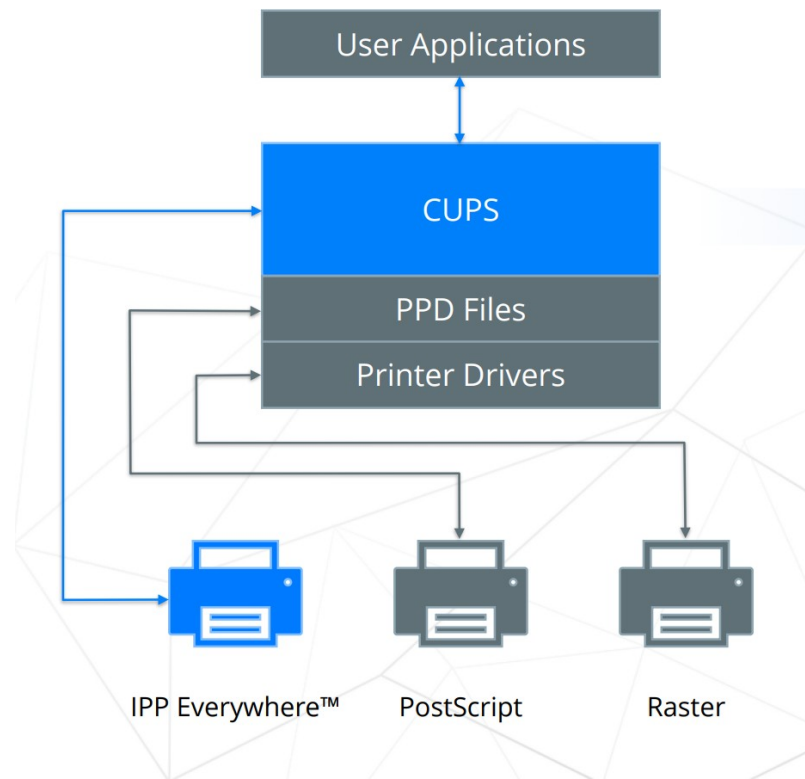 User Applications
CUPS
PPD Files
Printer Drivers
IPP Everywhere™
PostScript
Raster